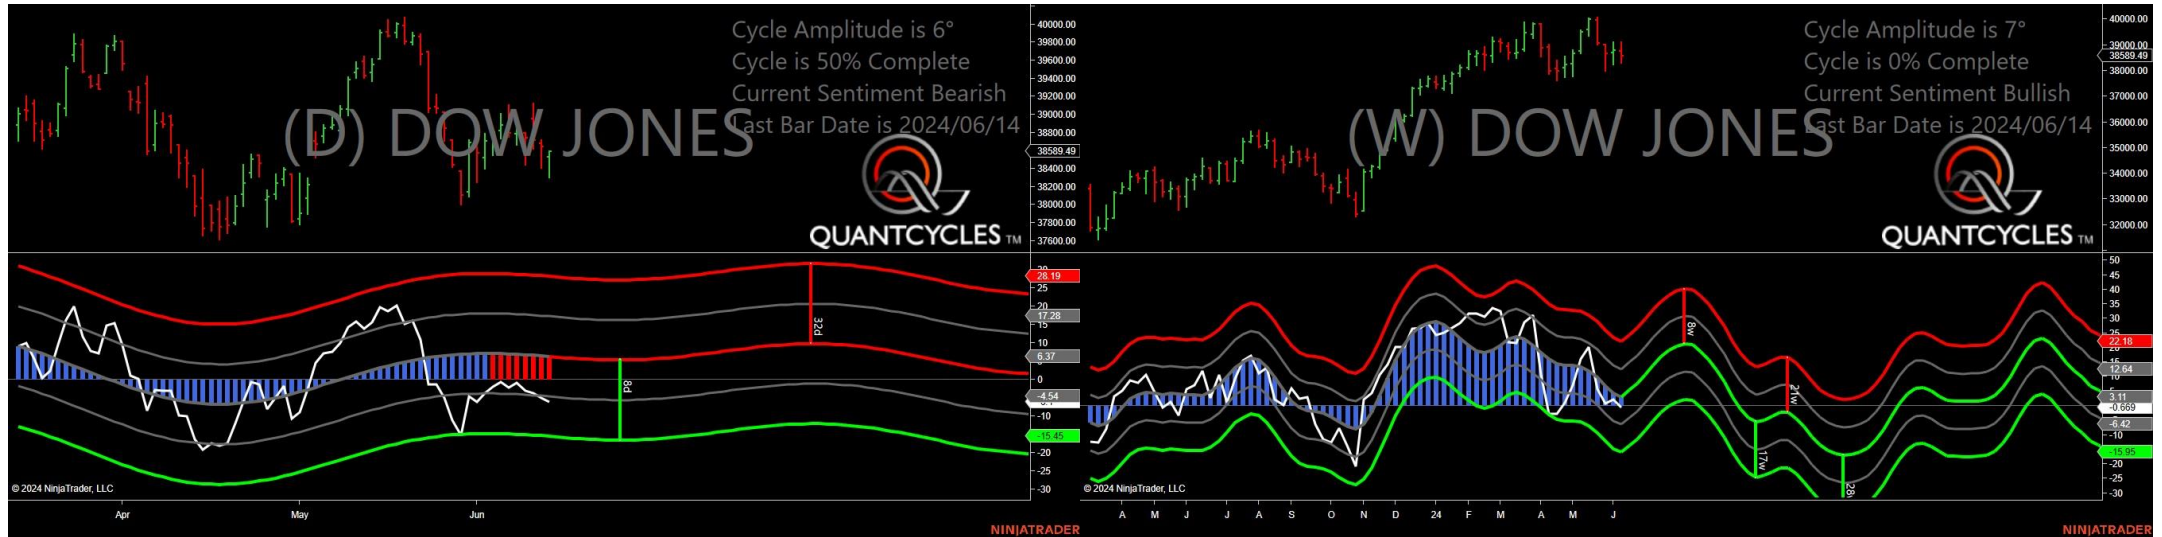 Cycle Amplitude is 6°
Cycle is 50% Complete
Current Sentiment Bearish
Last Bar Date is 2024/06/14
(D) DOW JONES
QUANTCYCLES TM
40000.00
39800.00
39600.00
39400.00
39200.00
39000.00
38800.00
38589.49
38400.00
38200.00
38000.00
37800.00
37600.00
28.19
25
20
17.28
15
10
6.37
0
-4.54
-10
-15.45
-20
-25
-30
32d
8d
© 2024 NinjaTrader, LLC
Apr May Jun
NINJATRADER
Cycle Amplitude is 7°
Cycle is 0% Complete
Current Sentiment Bullish
Last Bar Date is 2024/06/14
(W) DOW JONES
QUANTCYCLES TM
40000.00
39000.00
38589.49
38000.00
37000.00
36000.00
35000.00
34000.00
33000.00
32000.00
50
45
40
35
30
25
22.18
15
12.64
3.11
-0.669
-6.42
-10
-15.95
-20
-25
-30
8w
21w
17w
© 2024 NinjaTrader, LLC
A M J J A S O N D 24 F M A M J
NINJATRADER